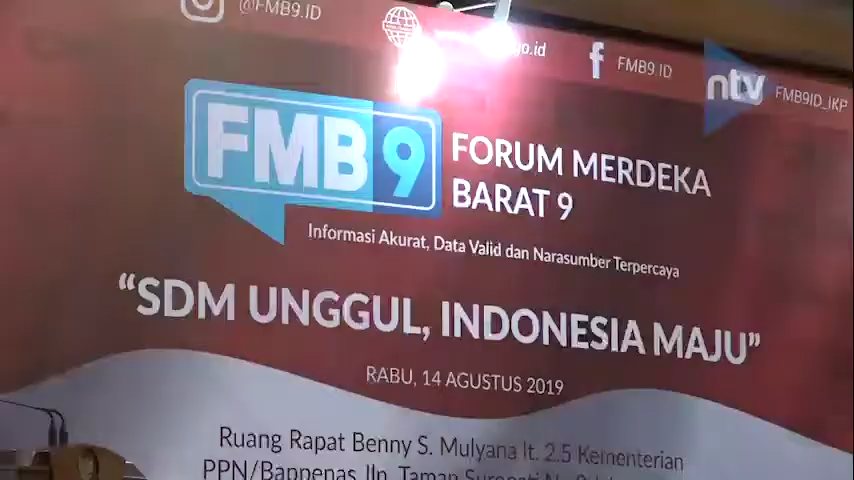 @FMB9.ID
FMB9.ID
ntv
FMB9ID_IKP
FMB9
FORUM MERDEKA
BARAT 9
Informasi Akurat, Data Valid dan Narasumber Terpercaya
“SDM UNGGUL, INDONESIA MAJU”
RABU, 14 AGUSTUS 2019
Ruang Rapat Benny S. Mulyana lt. 2.5 Kementerian
PPN/Bappenas Jln. Taman